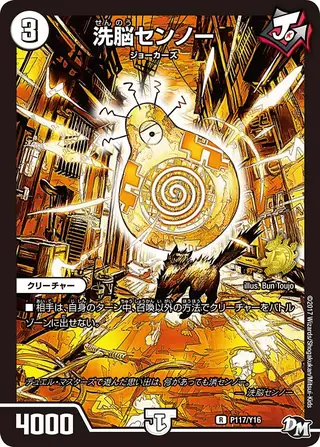 3
せんのう
洗脳センノー
ジョーカーズ
J
illus. Bun Toujo
クリーチャー
■相手は、自身のターン中、召喚以外の方法でクリーチャーをバトル
ゾーンに出せない。
デュエル・マスターズで遊んだ思い出は、何があっても消センノー。
洗脳センノー
©2017 Wizards/Shogakukan/Mitsui-Kids
4000
R P117/Y16
DM